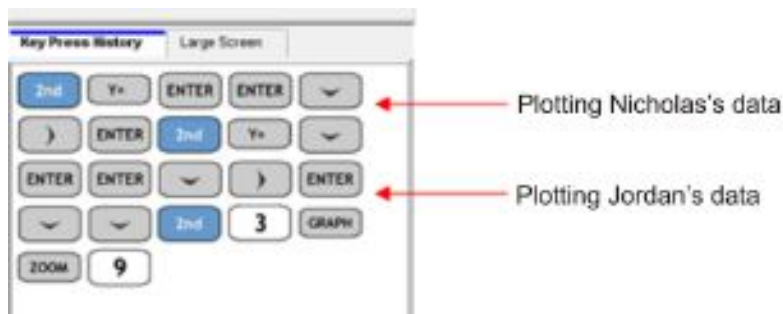 Key Press History Large Screen
2nd Y= ENTER ENTER
Plotting Nicholas's data
) ENTER 2nd Y=
ENTER ENTER ) ENTER
Plotting Jordan's data
2nd 3 GRAPH
ZOOM 9